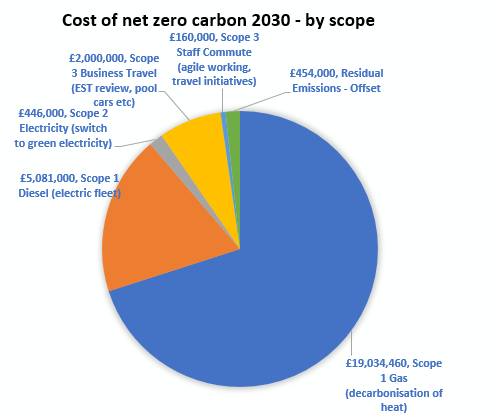 Cost of net zero carbon 2030 - by scope
£160,000, Scope 3
Staff Commute
(agile working,
travel initiatives)
£2,000,000, Scope
3 Business Travel
(EST review, pool
cars etc)
£454,000, Residual
Emissions - Offset
£446,000, Scope 2
Electricity (switch
to green electricity)
£5,081,000, Scope 1
Diesel (electric fleet)
£19,034,460, Scope
1 Gas
(decarbonisation of
heat)